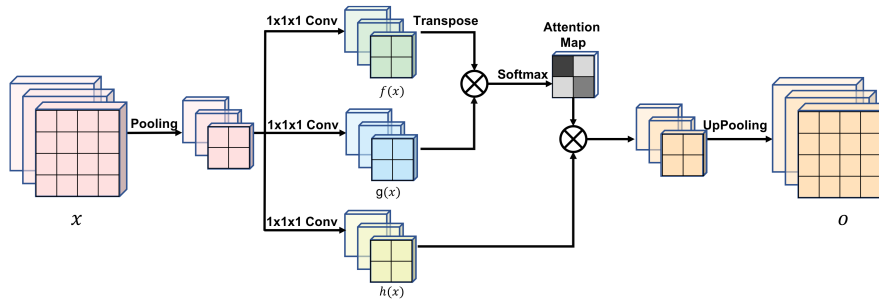 1x1x1 Conv
Transpose
Attention
Map
f(x)
Softmax
Pooling
1x1x1 Conv
UpPooling
g(x)
x
1x1x1 Conv
o
h(x)